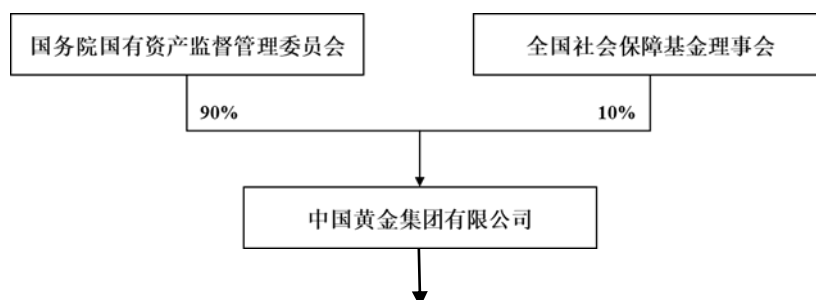 国务院国有资产监督管理委员会
全国社会保障基金理事会
90%
10%
中国黄金集团有限公司